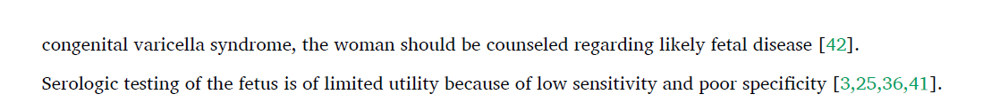 congenital varicella syndrome, the woman should be counseled regarding likely fetal disease [42].
Serologic testing of the fetus is of limited utility because of low sensitivity and poor specificity [3,25,36,41].